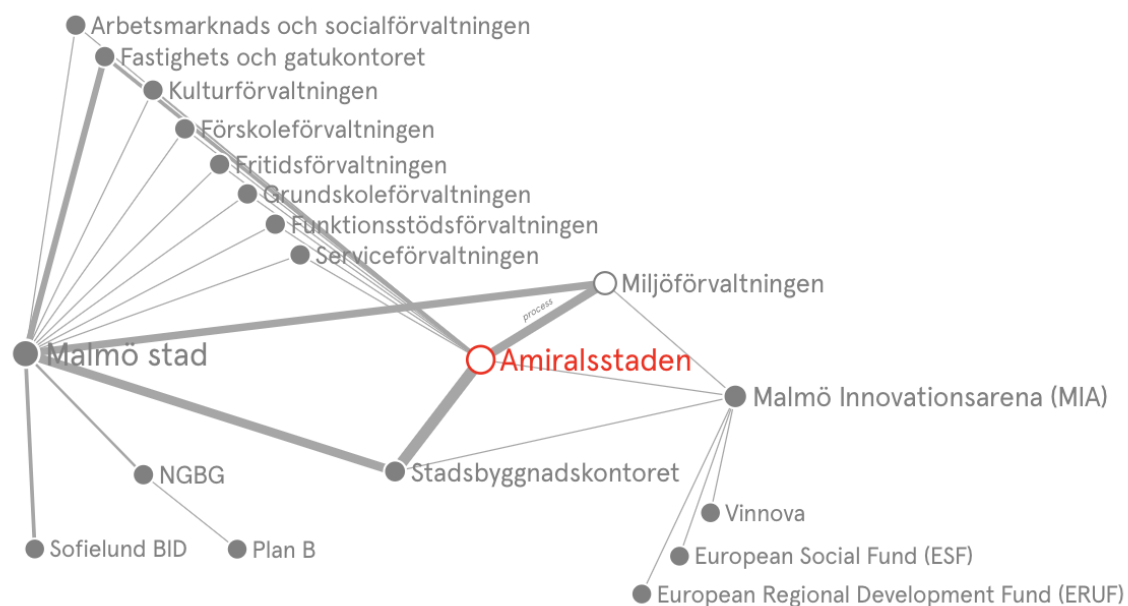 Arbetsmarknads och socialförvaltningen
Fastighets och gatukontoret
Kulturförvaltningen
Förskoleförvaltningen
Fritidsförvaltningen
Grundskoleförvaltningen
Funktionsstödsförvaltningen
Serviceförvaltningen
Miljöförvaltningen
process
Malmö stad
Amiralsstaden
Malmö Innovationsarena (MIA)
Stadsbyggnadskontoret
NGBG
Vinnova
Sofielund BID
Plan B
European Social Fund (ESF)
European Regional Development Fund (ERUF)